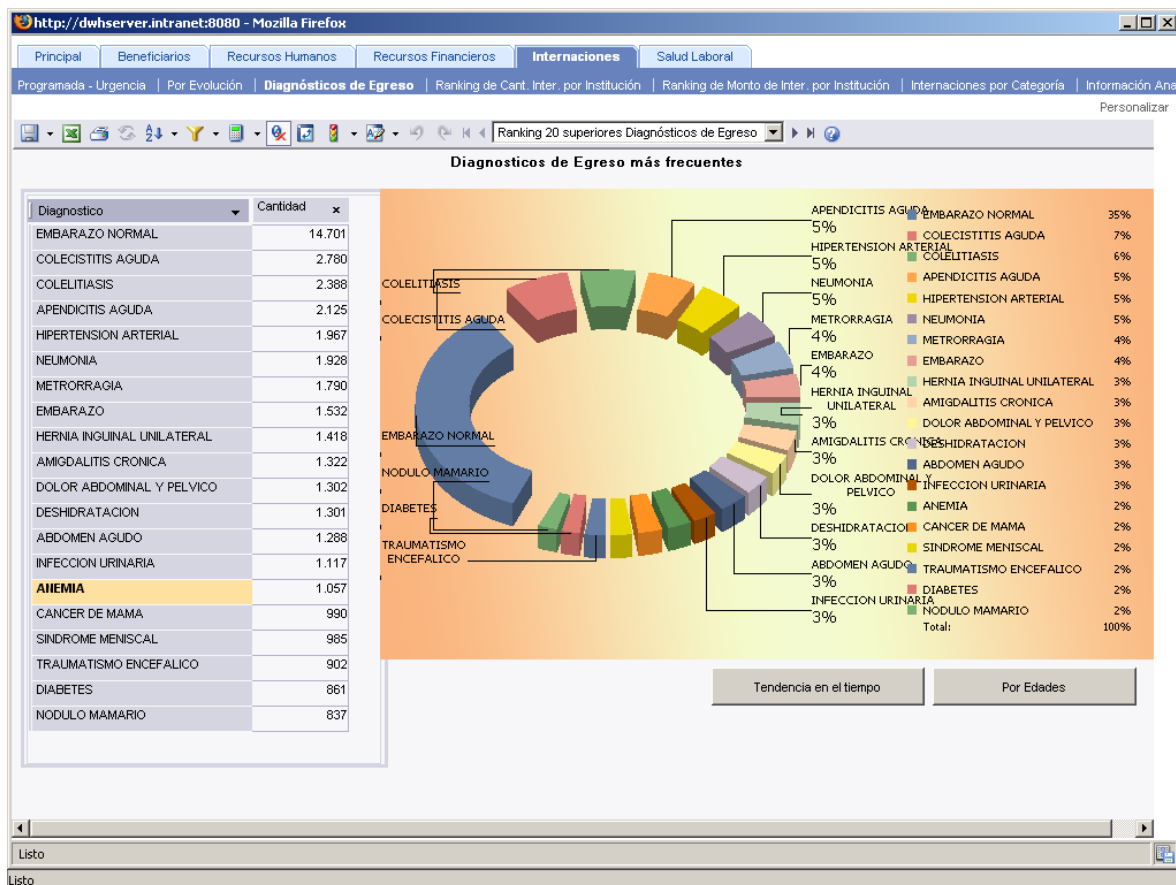 http://dwhserver.intranet:8080 - Mozilla Firefox
Principal Beneficiarios Recursos Humanos Recursos Financieros Internaciones Salud Laboral
Programada - Urgencia | Por Evolución | Diagnósticos de Egreso | Ranking de Cant. Inter. por Institución | Ranking de Monto de Inter. por Institución | Internaciones por Categoría | Información Ana
Personalizar
Ranking 20 superiores Diagnósticos de Egreso
Diagnosticos de Egreso más frecuentes
Diagnostico Cantidad x
EMBARAZO NORMAL 14.701
COLECISTITIS AGUDA 2.780
COLELITIASIS 2.388
APENDICITIS AGUDA 2.125
HIPERTENSION ARTERIAL 1.967
NEUMONIA 1.928
METRORRAGIA 1.790
EMBARAZO 1.532
HERNIA INGUINAL UNILATERAL 1.418
AMIGDALITIS CRONICA 1.322
DOLOR ABDOMINAL Y PELVICO 1.302
DESHIDRATACION 1.301
ABDOMEN AGUDO 1.288
INFECCION URINARIA 1.117
ANEMIA 1.057
CANCER DE MAMA 990
SINDROME MENISCAL 985
TRAUMATISMO ENCEFALICO 902
DIABETES 861
NODULO MAMARIO 837
COLELITIASIS
COLECISTITIS AGUDA
EMBARAZO NORMAL
NODULO MAMARIO
DIABETES
TRAUMATISMO
ENCEFALICO
APENDICITIS AGUDA
5%
HIPERTENSION ARTERIAL
5%
NEUMONIA
5%
METRORRAGIA
4%
EMBARAZO
4%
HERNIA INGUINAL
UNILATERAL
3%
AMIGDALITIS CRONICA
3%
DOLOR ABDOMINAL Y
PELVICO
3%
DESHIDRATACION
3%
ABDOMEN AGUDO
3%
INFECCION URINARIA
3%
EMBARAZO NORMAL 35%
COLECISTITIS AGUDA 7%
COLELITIASIS 6%
APENDICITIS AGUDA 5%
HIPERTENSION ARTERIAL 5%
NEUMONIA 5%
METRORRAGIA 4%
EMBARAZO 4%
HERNIA INGUINAL UNILATERAL 3%
AMIGDALITIS CRONICA 3%
DOLOR ABDOMINAL Y PELVICO 3%
DESHIDRATACION 3%
ABDOMEN AGUDO 3%
INFECCION URINARIA 3%
ANEMIA 2%
CANCER DE MAMA 2%
SINDROME MENISCAL 2%
TRAUMATISMO ENCEFALICO 2%
DIABETES 2%
NODULO MAMARIO 2%
Total: 100%
Tendencia en el tiempo Por Edades
Listo
Listo